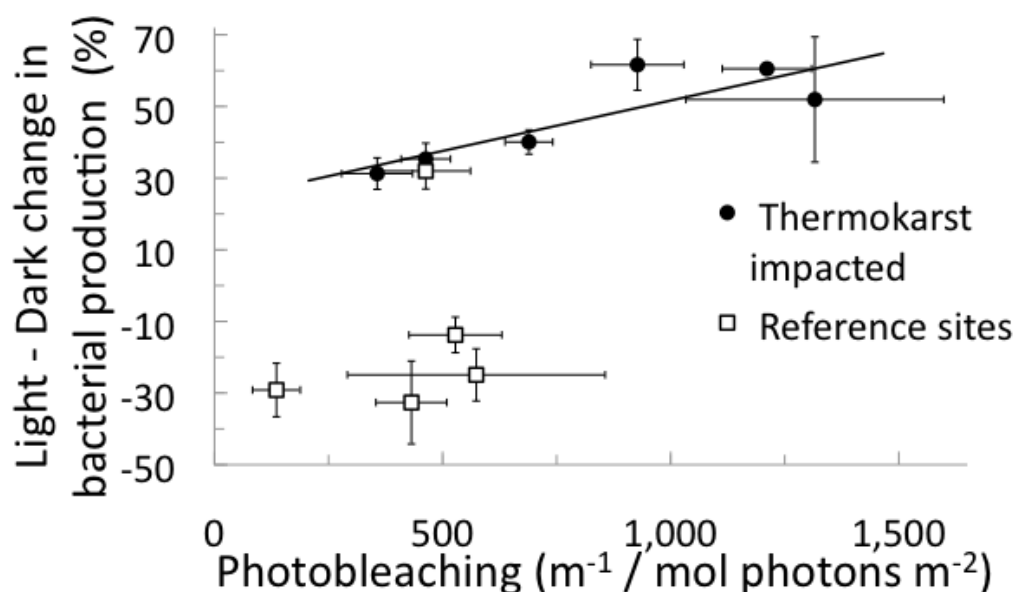 Light - Dark change in
bacterial production (%)
70
50
30
10
-10
-30
-50
Thermokarst
impacted
Reference sites
0 500 1,000 1,500
Photobleaching (m⁻¹ / mol photons m⁻²)